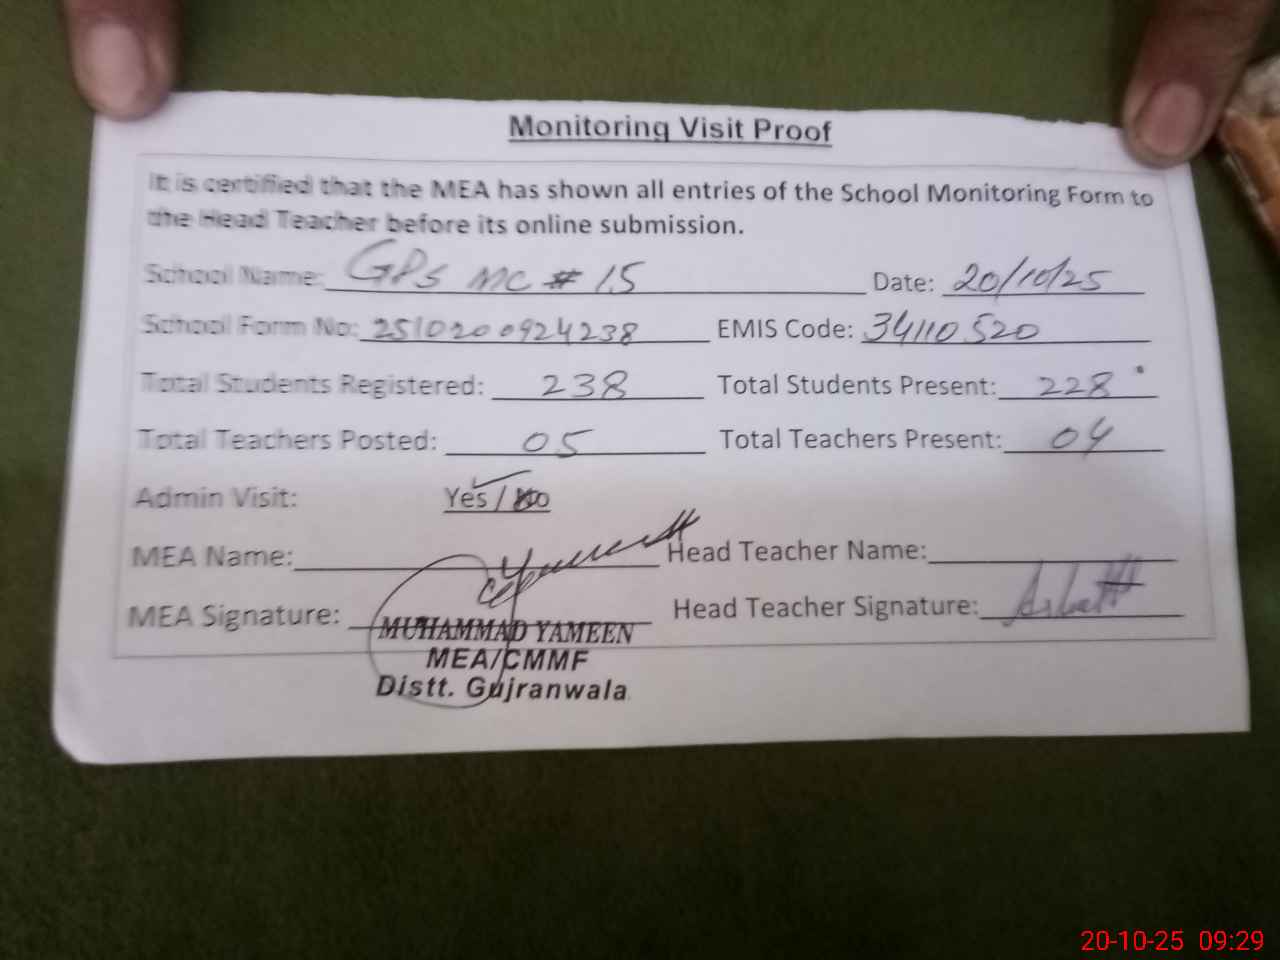 Monitoring Visit Proof
It is certified that the MEA has shown all entries of the School Monitoring Form to
the Head Teacher before its online submission.
School Name: GPS MC # 15 Date: 20/10/25
School Form No: 2510200924238 EMIS Code: 34110520
Total Students Registered: 238 Total Students Present: 228
Total Teachers Posted: 05 Total Teachers Present: 04
Admin Visit: Yes / No
MEA Name: Head Teacher Name:
MEA Signature: Head Teacher Signature:
MUHAMMAD YAMEEN
MEA/CMMF
Distt. Gujranwala
20-10-25 09:29